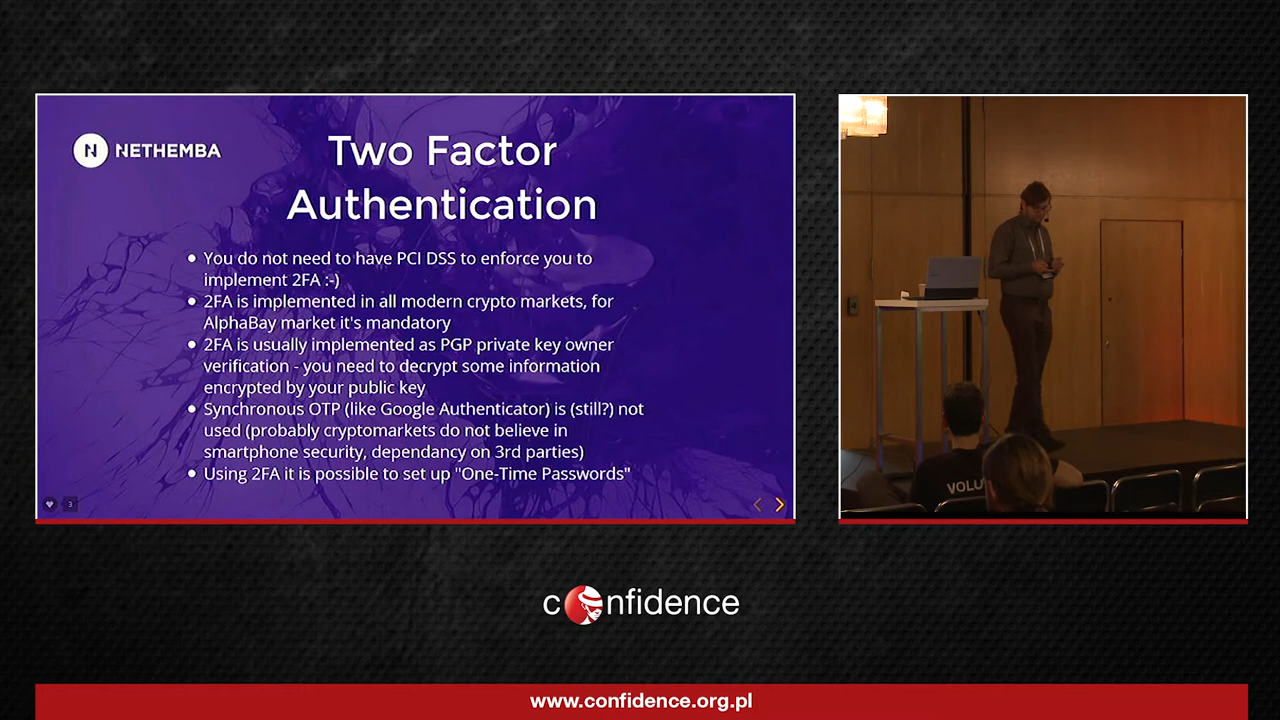 N NETHEMBA
Two Factor
Authentication
• You do not need to have PCI DSS to enforce you to
implement 2FA :-)
• 2FA is implemented in all modern crypto markets, for
AlphaBay market it's mandatory
• 2FA is usually implemented as PGP private key owner
verification - you need to decrypt some information
encrypted by your public key
• Synchronous OTP (like Google Authenticator) is (still?) not
used (probably cryptomarkets do not believe in
smartphone security, dependancy on 3rd parties)
• Using 2FA it is possible to set up "One-Time Passwords"
3
VOLU
confidence
www.confidence.org.pl